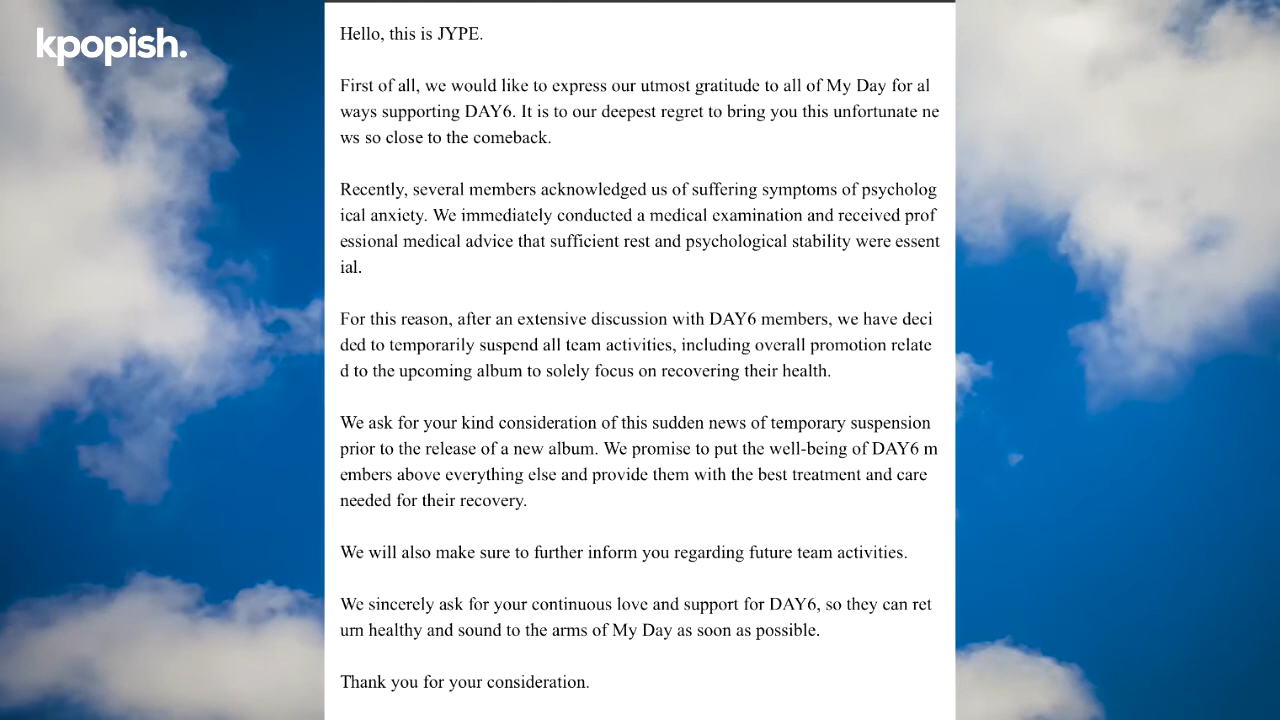 kpopish.
Hello, this is JYPE.
First of all, we would like to express our utmost gratitude to all of My Day for al
ways supporting DAY6. It is to our deepest regret to bring you this unfortunate ne
ws so close to the comeback.
Recently, several members acknowledged us of suffering symptoms of psycholog
ical anxiety. We immediately conducted a medical examination and received prof
essional medical advice that sufficient rest and psychological stability were essent
ial.
For this reason, after an extensive discussion with DAY6 members, we have deci
ded to temporarily suspend all team activities, including overall promotion relate
d to the upcoming album to solely focus on recovering their health.
We ask for your kind consideration of this sudden news of temporary suspension
prior to the release of a new album. We promise to put the well-being of DAY6 m
embers above everything else and provide them with the best treatment and care
needed for their recovery.
We will also make sure to further inform you regarding future team activities.
We sincerely ask for your continuous love and support for DAY6, so they can ret
urn healthy and sound to the arms of My Day as soon as possible.
Thank you for your consideration.